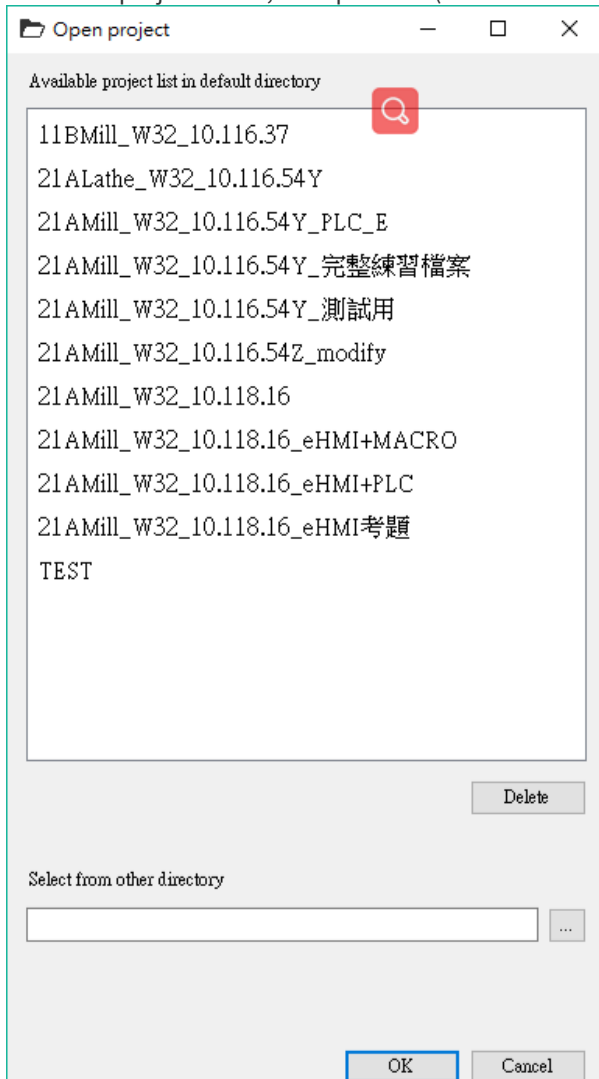 Open project
Available project list in default directory
11BMill_W32_10.116.37
21ALathe_W32_10.116.54Y
21AMill_W32_10.116.54Y_PLC_E
21AMill_W32_10.116.54Y_完整練習檔案
21AMill_W32_10.116.54Y_測試用
21AMill_W32_10.116.54Z_modify
21AMill_W32_10.118.16
21AMill_W32_10.118.16_eHMI+MACRO
21AMill_W32_10.118.16_eHMI+PLC
21AMill_W32_10.118.16_eHMI考題
TEST
Delete
Select from other directory
...
OK Cancel